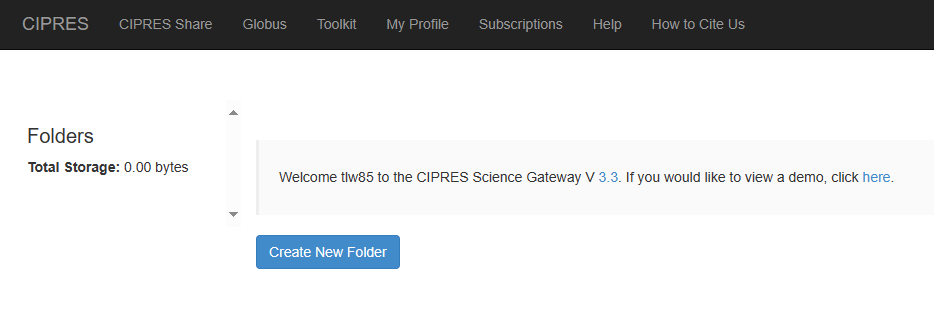 CIPRES CIPRES Share Globus Toolkit My Profile Subscriptions Help How to Cite Us
Folders
Total Storage: 0.00 bytes
Welcome tlw85 to the CIPRES Science Gateway V 3.3. If you would like to view a demo, click here.
Create New Folder